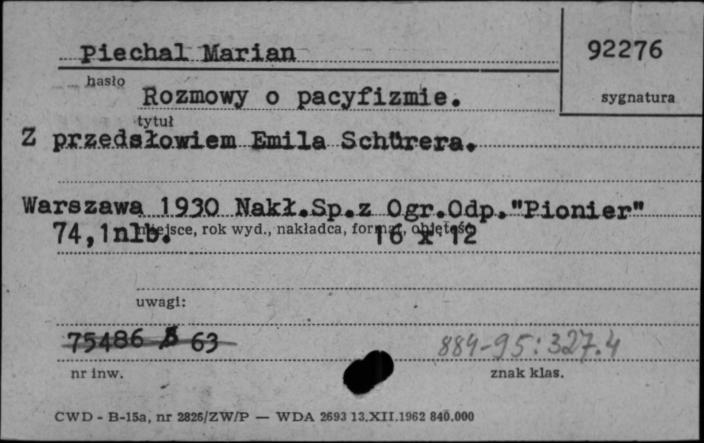 Piechal Marian
92276
hasło
Rozmowy o pacyfizmie.
sygnatura
tytuł
Z przedsłowiem Emila Schürera.
Warszawa 1930 Nakł.Sp.z Ogr.Odp."Pionier"
miejsce, rok wyd., nakładca, format, objętość
74,1nlb. 16 x 12
uwagi:
75486 63
884-95:327.4
nr inw.
znak klas.
CWD - B-15a, nr 2826/ZW/P — WDA 2693 13.XII.1962 840.000